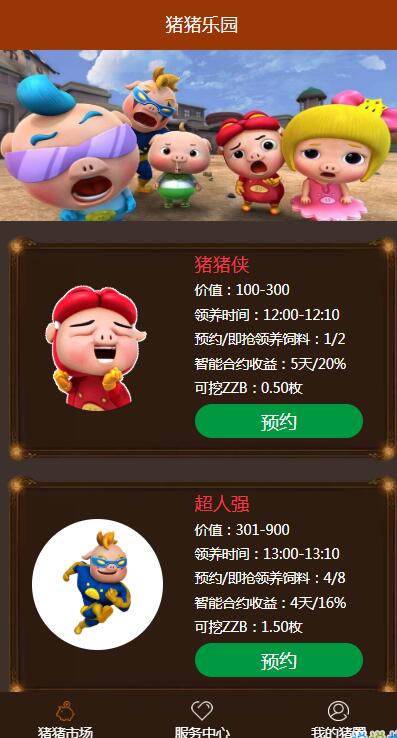 猪猪乐园
猪猪侠
价值：100-300
领养时间：12:00-12:10
预约/即抢领养饲料：1/2
智能合约收益：5天/20%
可挖ZZB：0.50枚
预约
超人强
价值：301-900
领养时间：13:00-13:10
预约/即抢领养饲料：4/8
智能合约收益：4天/16%
可挖ZZB：1.50枚
预约
猪猪市场 服务中心 我的猪圈